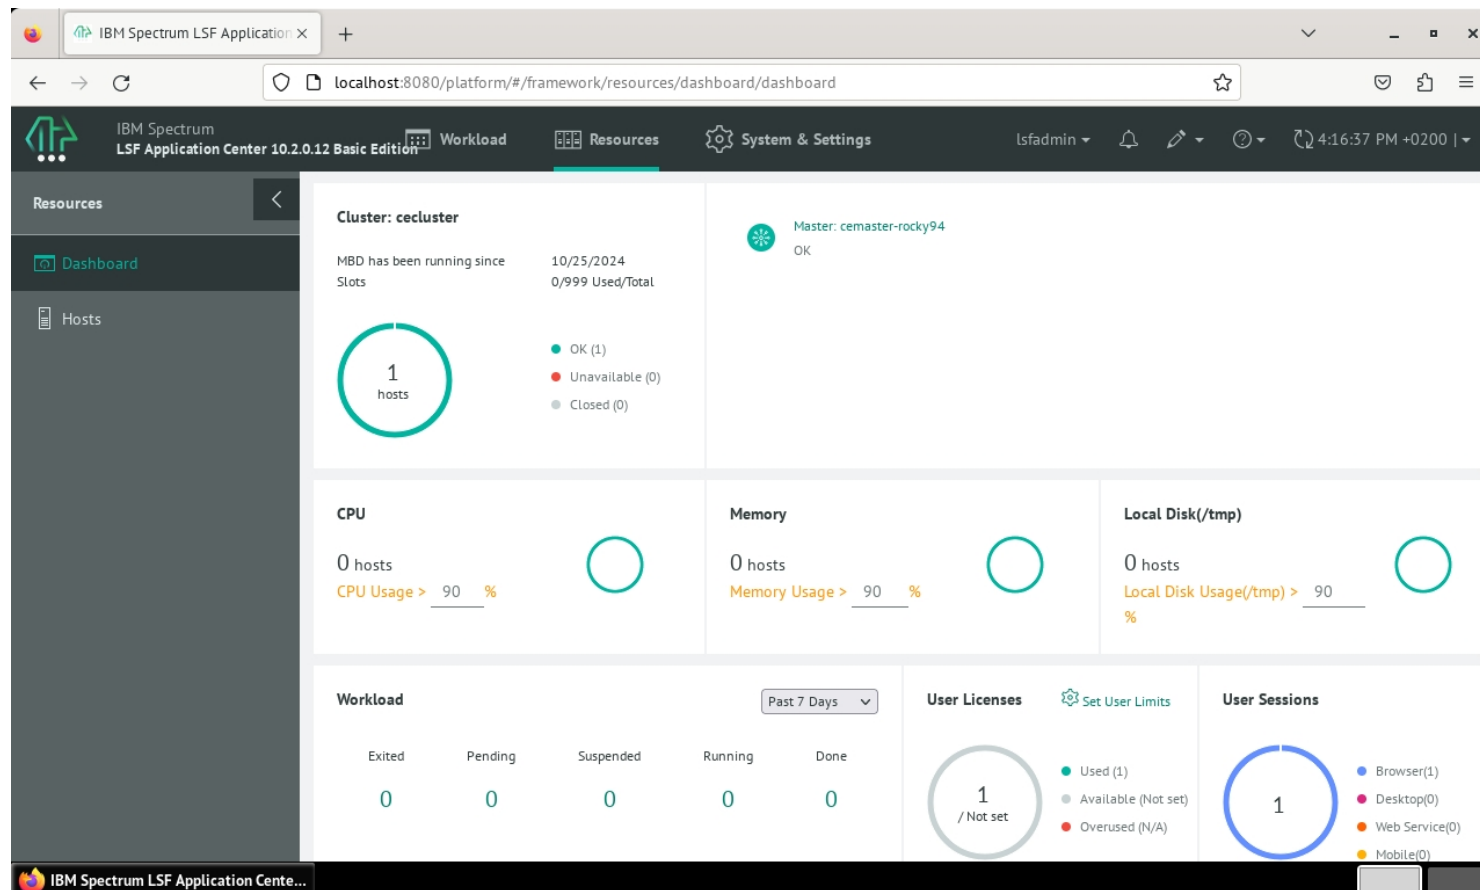 IBM Spectrum LSF Application
localhost:8080/platform/#/framework/resources/dashboard/dashboard
IBM Spectrum
LSF Application Center 10.2.0.12 Basic Edition
Workload
Resources
System & Settings
lsfadmin
4:16:37 PM +0200 |
Resources
Dashboard
Hosts
Cluster: cecluster
MBD has been running since 10/25/2024
Slots 0/999 Used/Total
1
hosts
OK (1)
Unavailable (0)
Closed (0)
Master: cemaster-rocky94
OK
CPU
0 hosts
CPU Usage > 90 %
Memory
0 hosts
Memory Usage > 90 %
Local Disk(/tmp)
0 hosts
Local Disk Usage(/tmp) > 90
%
Workload
Past 7 Days
Exited Pending Suspended Running Done
0 0 0 0 0
User Licenses
Set User Limits
1
/ Not set
Used (1)
Available (Not set)
Overused (N/A)
User Sessions
1
Browser(1)
Desktop(0)
Web Service(0)
Mobile(0)
IBM Spectrum LSF Application Cente...